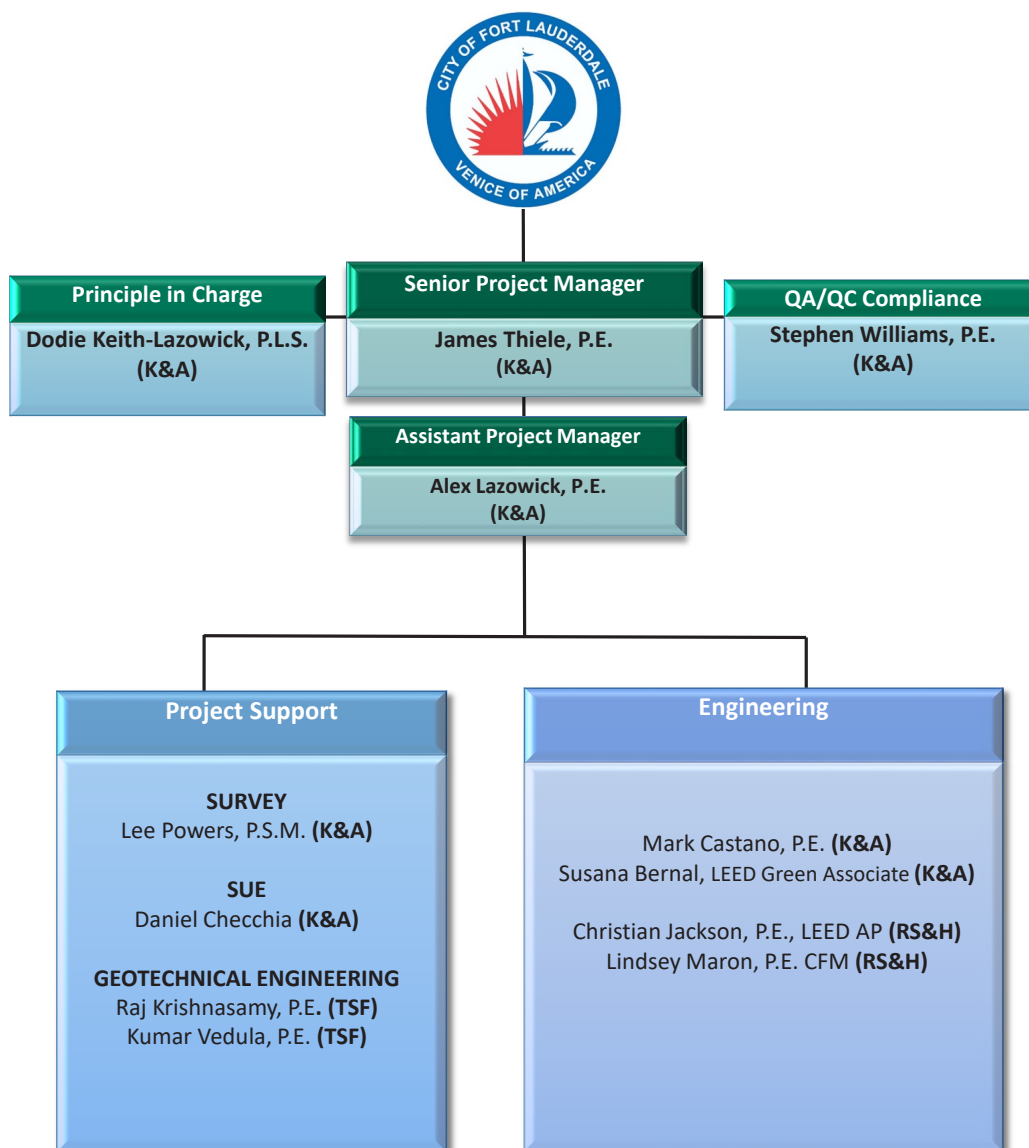 CITY OF FORT LAUDERDALE
VENICE OF AMERICA
Principle in Charge
Dodie Keith-Lazowick, P.L.S.
(K&A)
Senior Project Manager
James Thiele, P.E.
(K&A)
QA/QC Compliance
Stephen Williams, P.E.
(K&A)
Assistant Project Manager
Alex Lazowick, P.E.
(K&A)
Project Support
SURVEY
Lee Powers, P.S.M. (K&A)
SUE
Daniel Checchia (K&A)
GEOTECHNICAL ENGINEERING
Raj Krishnasamy, P.E. (TSF)
Kumar Vedula, P.E. (TSF)
Engineering
Mark Castano, P.E. (K&A)
Susana Bernal, LEED Green Associate (K&A)
Christian Jackson, P.E., LEED AP (RS&H)
Lindsey Maron, P.E. CFM (RS&H)